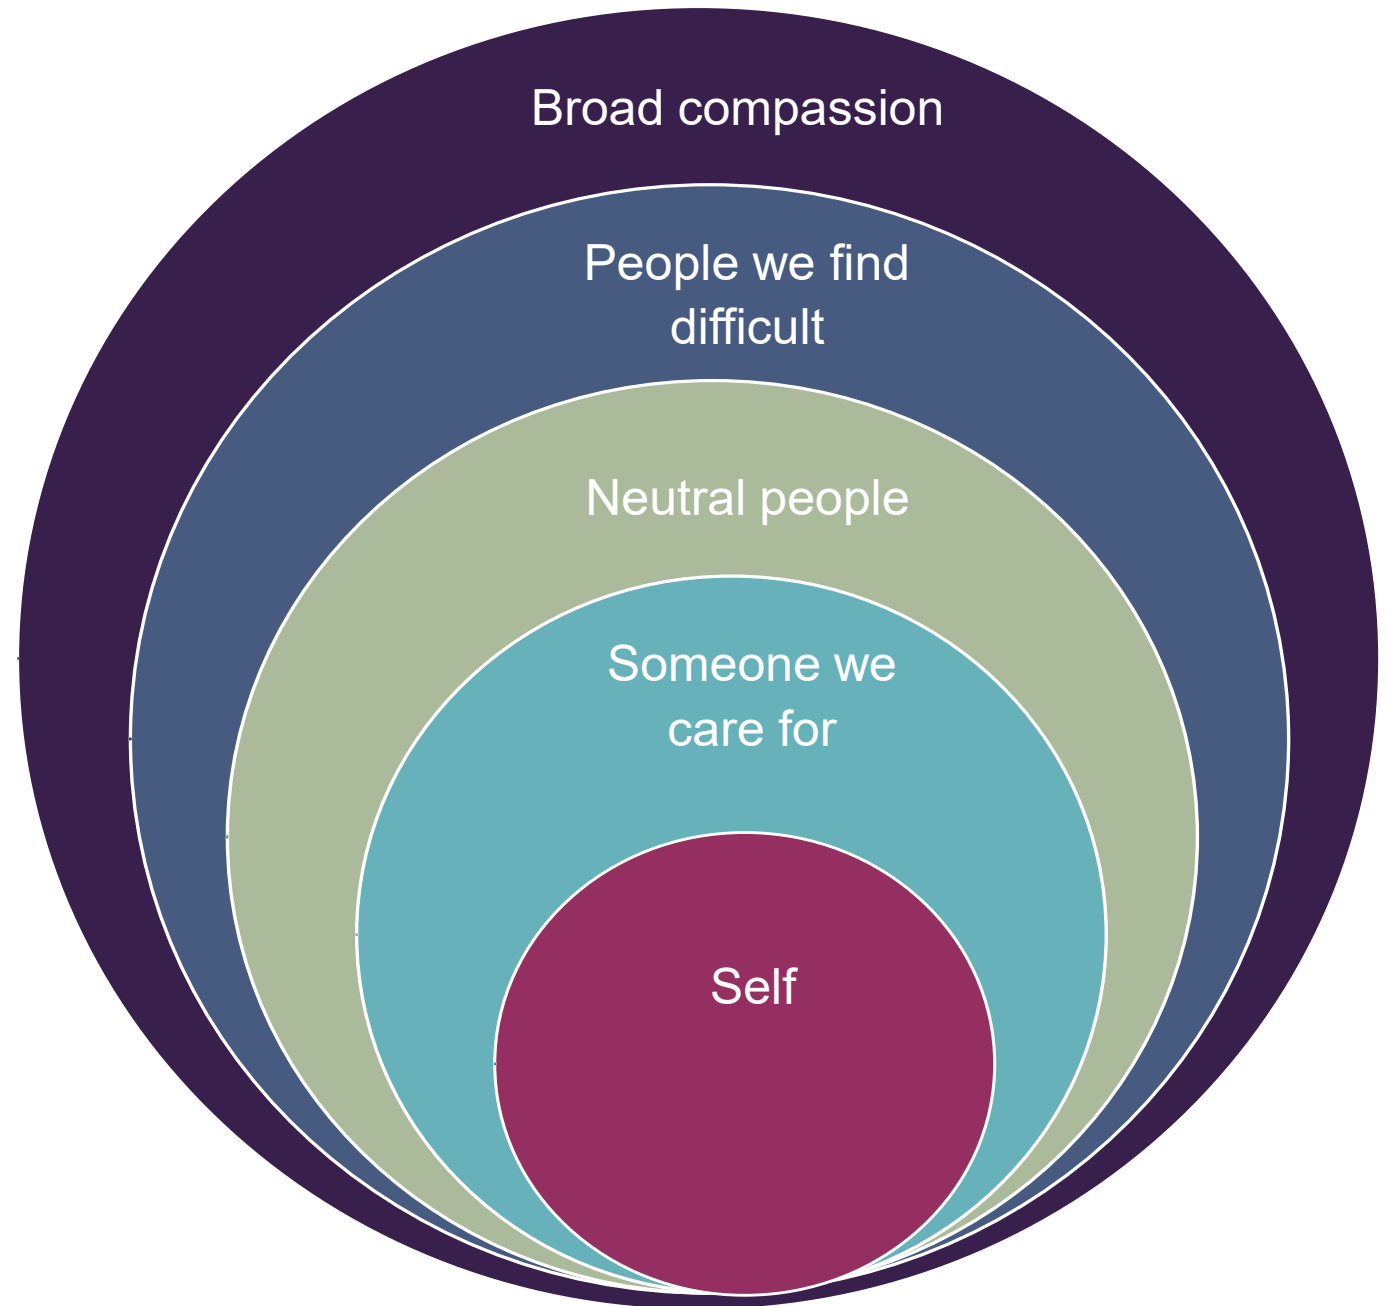 Broad compassion
People we find
difficult
Neutral people
Someone we
care for
Self